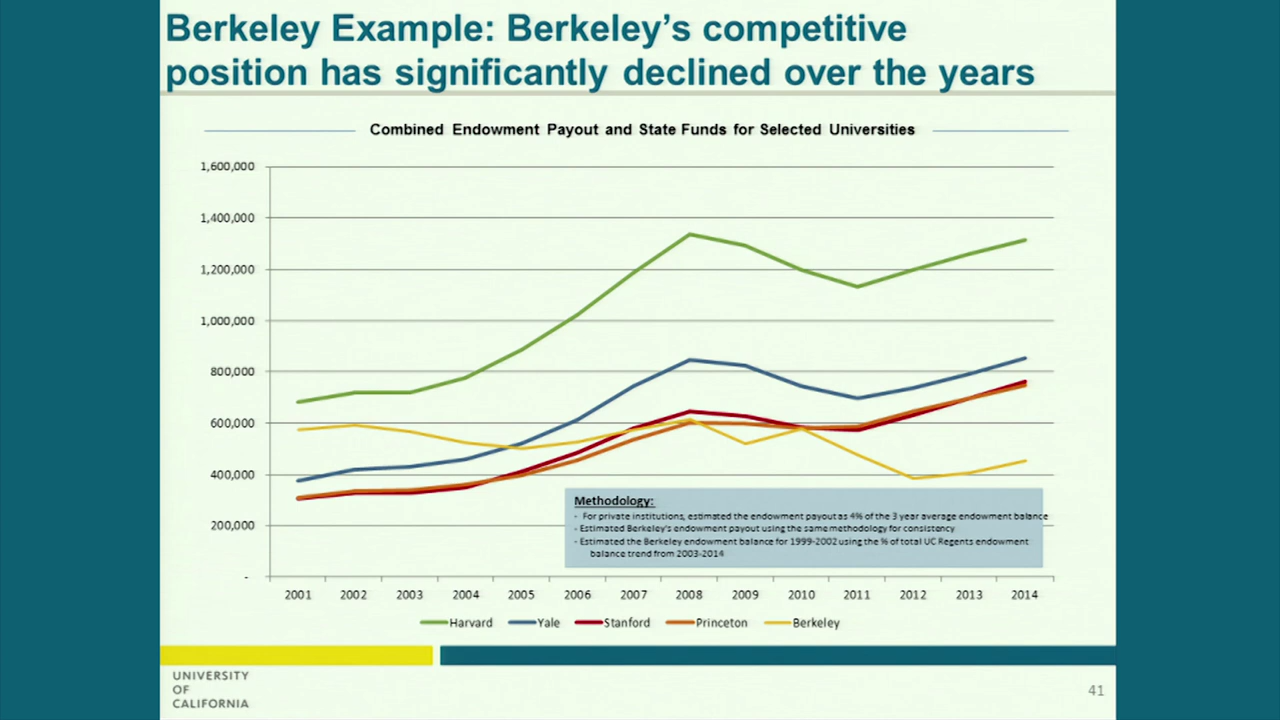 Berkeley Example: Berkeley’s competitive
position has significantly declined over the years
Combined Endowment Payout and State Funds for Selected Universities
1,600,000
1,400,000
1,200,000
1,000,000
800,000
600,000
400,000
200,000
-
Methodology:
- For private institutions, estimated the endowment payout as 4% of the 3 year average endowment balance
- Estimated Berkeley's endowment payout using the same methodology for consistency
- Estimated the Berkeley endowment balance for 1999-2002 using the % of total UC Regents endowment
balance trend from 2003-2014
2001 2002 2003 2004 2005 2006 2007 2008 2009 2010 2011 2012 2013 2014
Harvard Yale Stanford Princeton Berkeley
UNIVERSITY
OF
CALIFORNIA
41